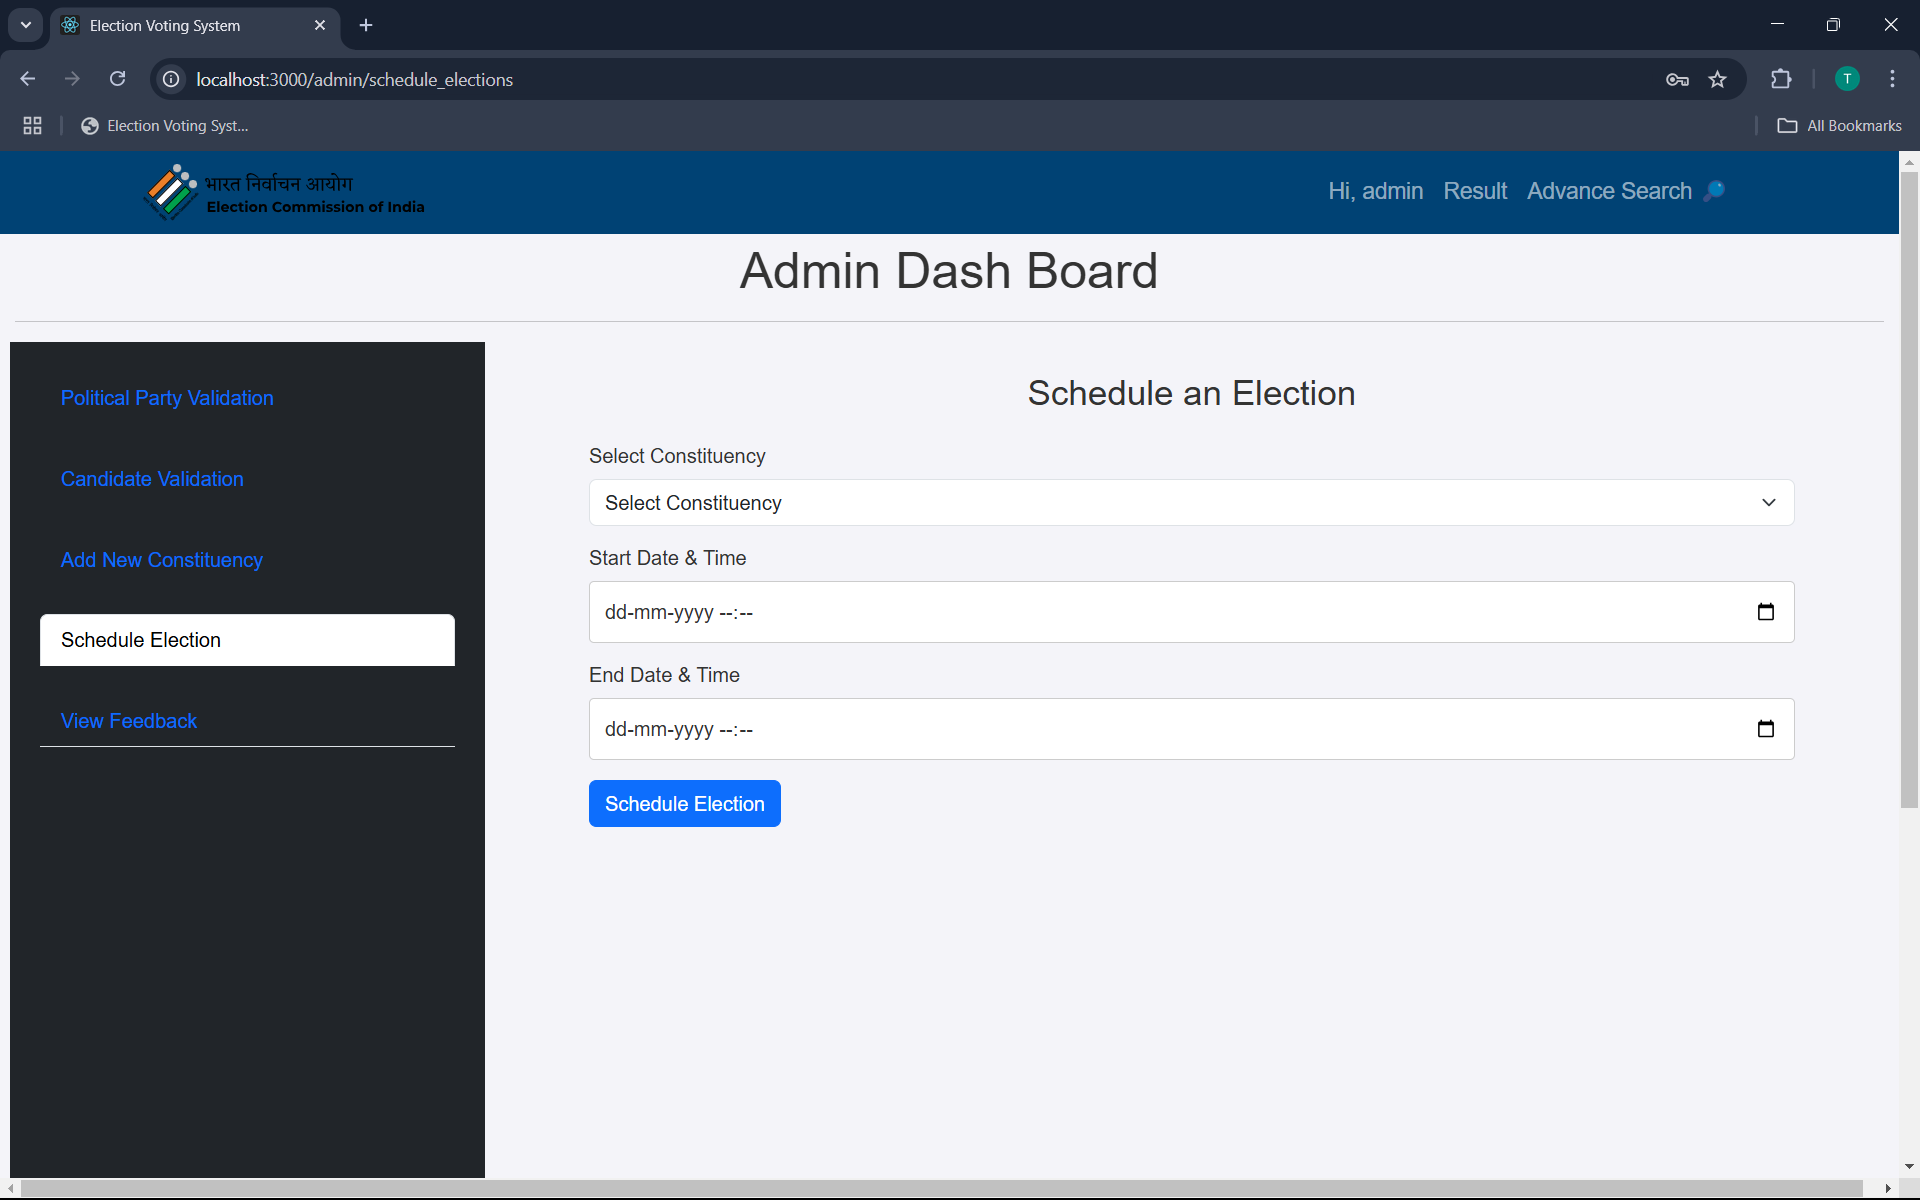 Election Voting System
localhost:3000/admin/schedule_elections
T
Election Voting Syst...
All Bookmarks
भारत निर्वाचन आयोग
Election Commission of India
Hi, admin
Result
Advance Search
Admin Dash Board
Political Party Validation
Candidate Validation
Add New Constituency
Schedule Election
View Feedback
Schedule an Election
Select Constituency
Select Constituency
Start Date & Time
dd-mm-yyyy --:--
End Date & Time
dd-mm-yyyy --:--
Schedule Election